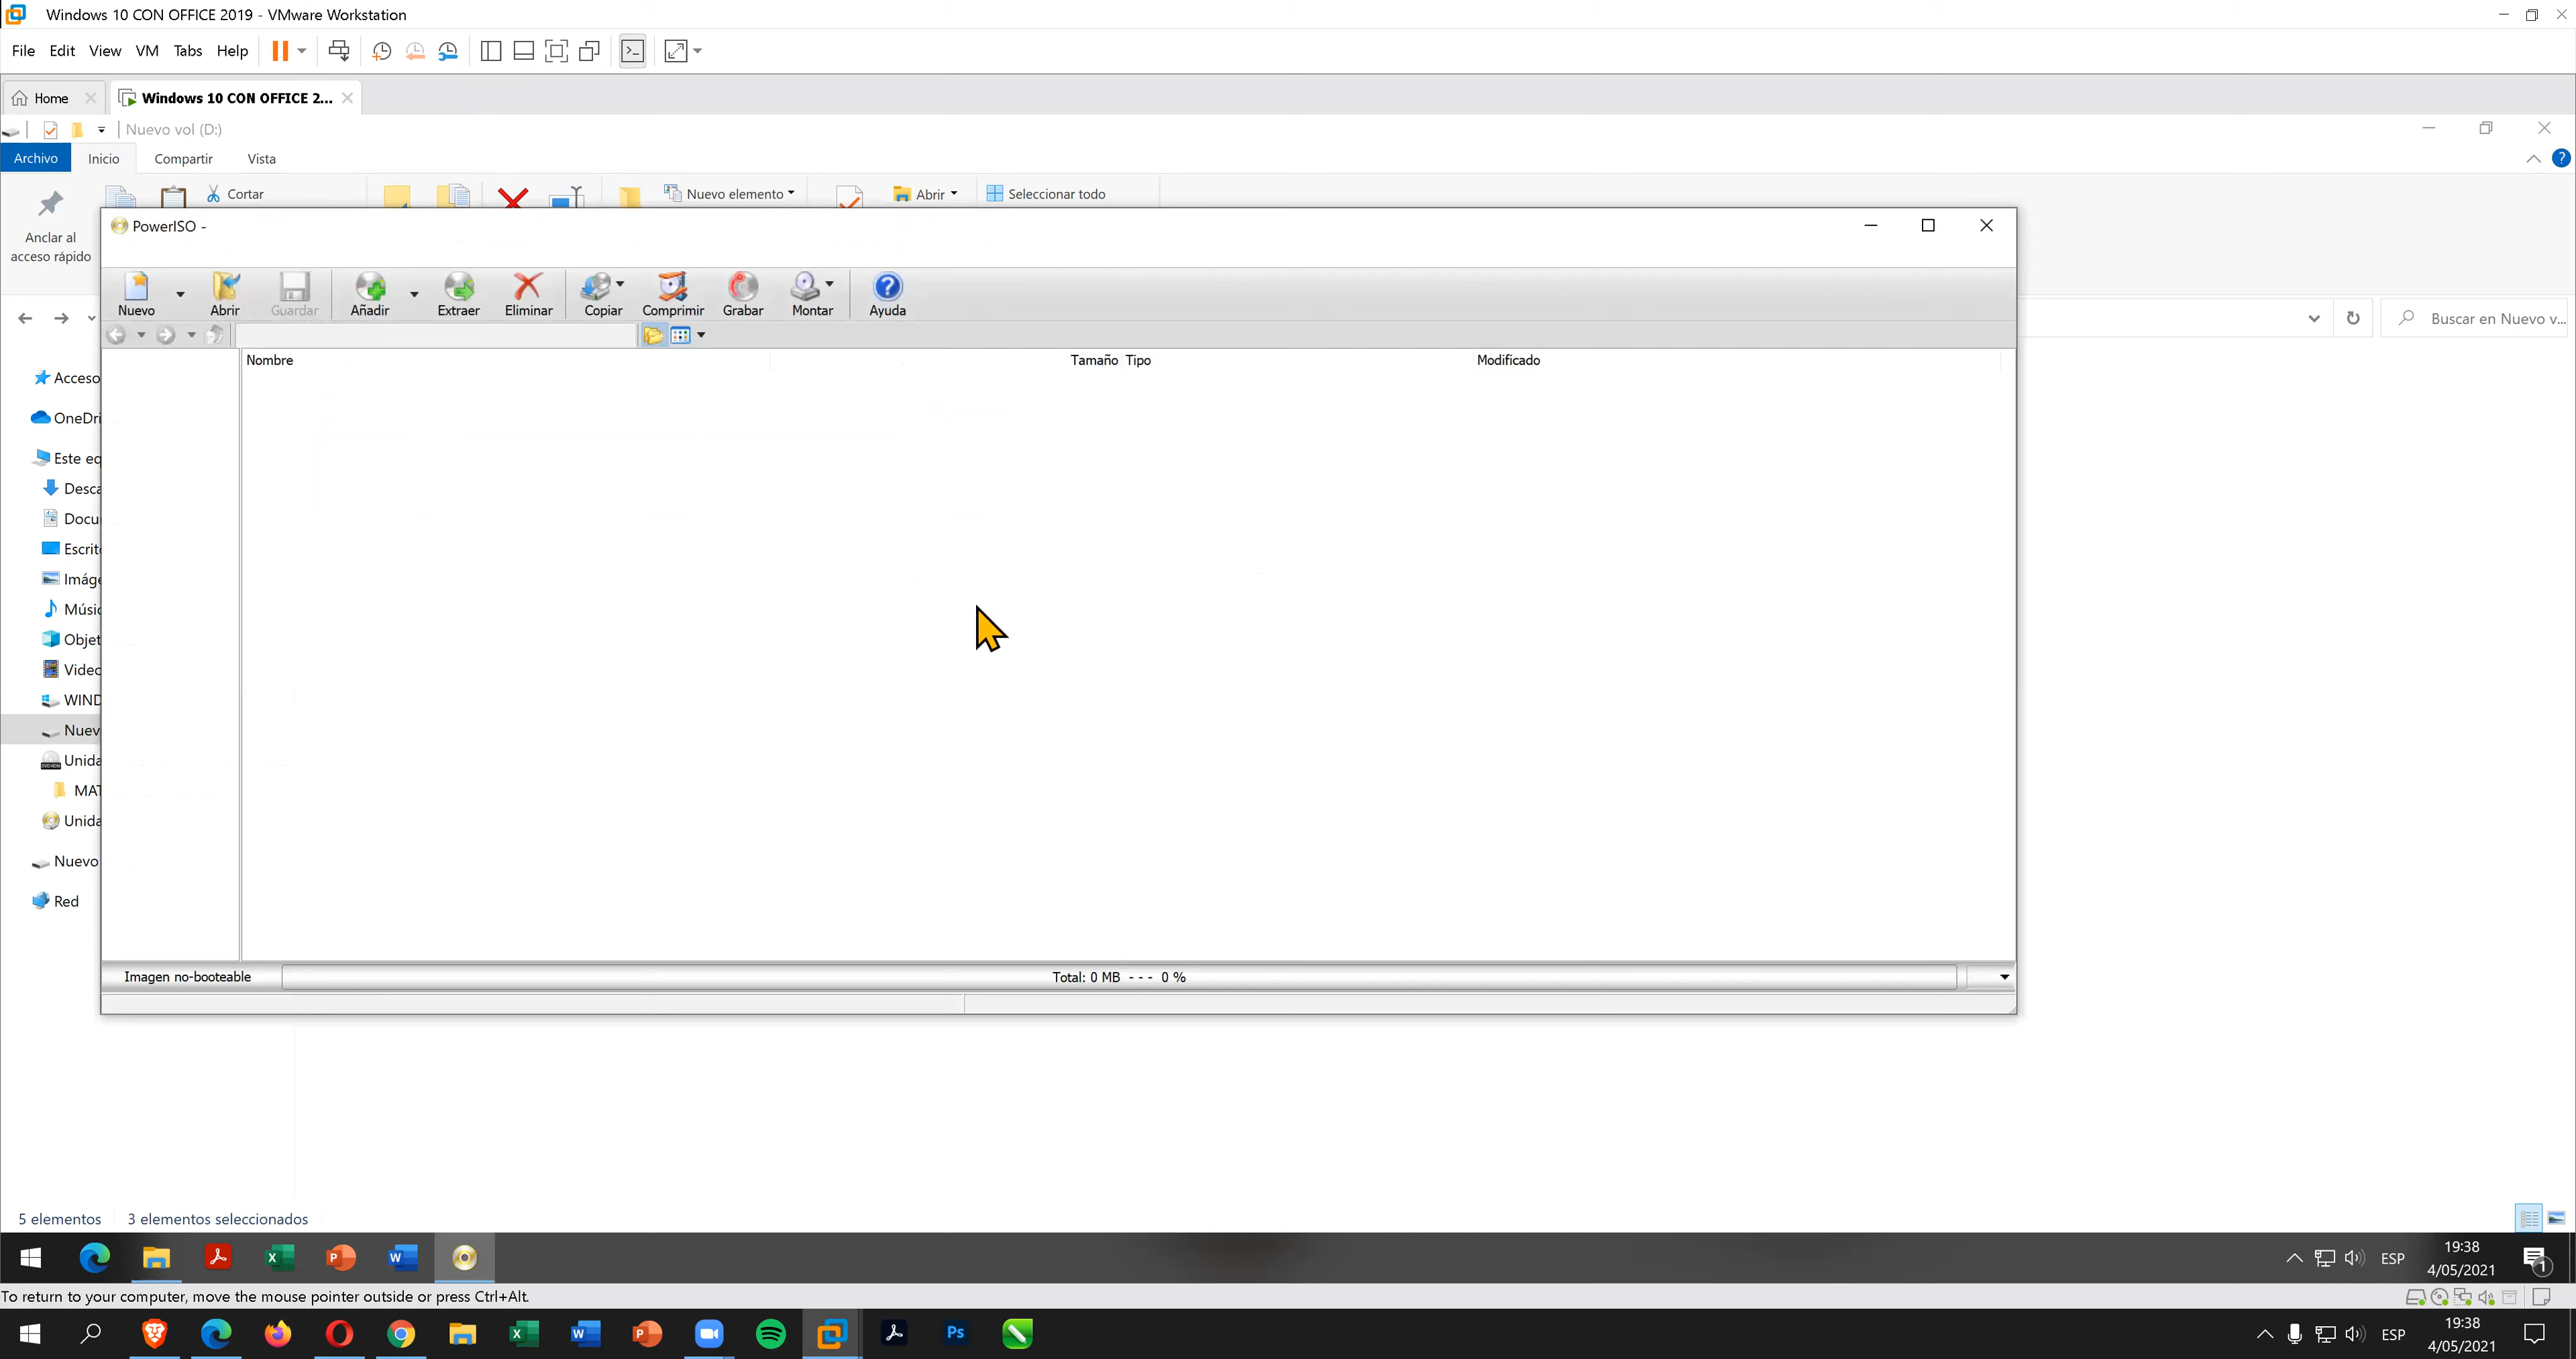 Windows 10 CON OFFICE 2019 - VMware Workstation
File Edit View VM Tabs Help
Home Windows 10 CON OFFICE 2...
Nuevo vol (D:)
Archivo Inicio Compartir Vista
Cortar Nuevo elemento Abrir Seleccionar todo
Anclar al
acceso rápido
PowerISO -
Nuevo Abrir Guardar Añadir Extraer Eliminar Copiar Comprimir Grabar Montar Ayuda
Buscar en Nuevo v...
Nombre Tamaño Tipo Modificado
Acceso
OneDri
Este eq
Desca
Docu
Escrit
Imáge
Músic
Objet
Video
WIND
Nuev
Unida
MAT
Unida
Nuevo
Red
Imagen no-booteable Total: 0 MB - - - 0 %
5 elementos 3 elementos seleccionados
ESP 19:38
4/05/2021 1
To return to your computer, move the mouse pointer outside or press Ctrl+Alt.
Ps ESP 19:38
4/05/2021